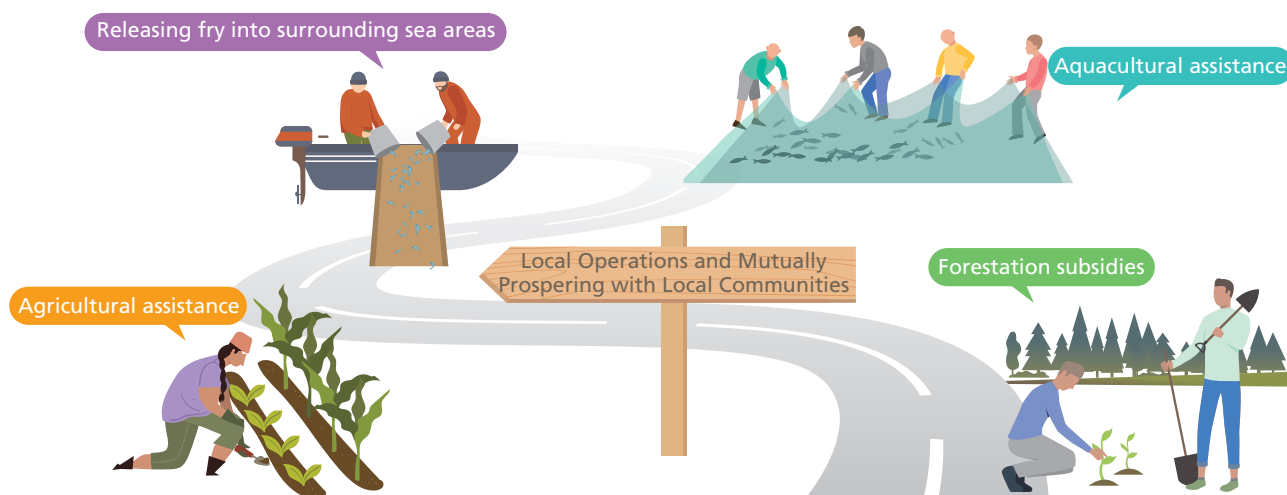 Releasing fry into surrounding sea areas
Aquacultural assistance
Local Operations and Mutually
Prospering with Local Communities
Forestation subsidies
Agricultural assistance